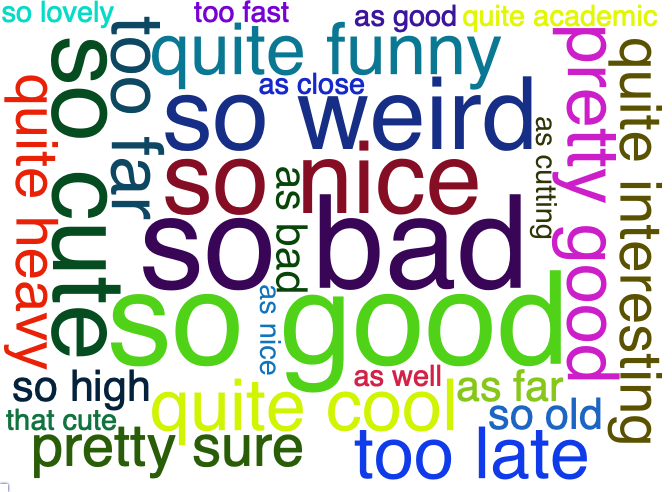 so lovely
too fast
as good
quite academic
too far
quite funny
so cute
pretty good
quite interesting
as close
quite heavy
so weird
as cutting
so nice
as bad
so bad
so good
as nice
so high
as well
as far
quite cool
that cute
so old
pretty sure
too late